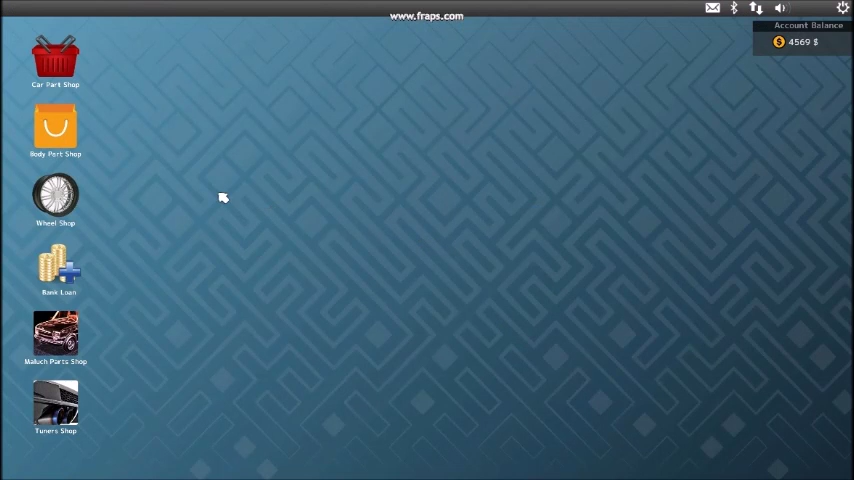 www.fraps.com
Account Balance
4569 $
Car Part Shop
Body Part Shop
Wheel Shop
Bank Loan
Maluch Parts Shop
Tuners Shop